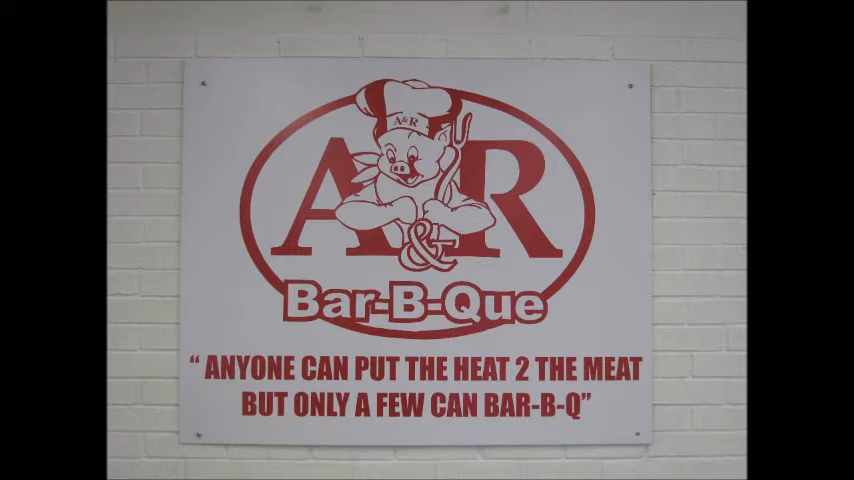 A&R
A & R
Bar-B-Que
“ ANYONE CAN PUT THE HEAT 2 THE MEAT
BUT ONLY A FEW CAN BAR-B-Q”